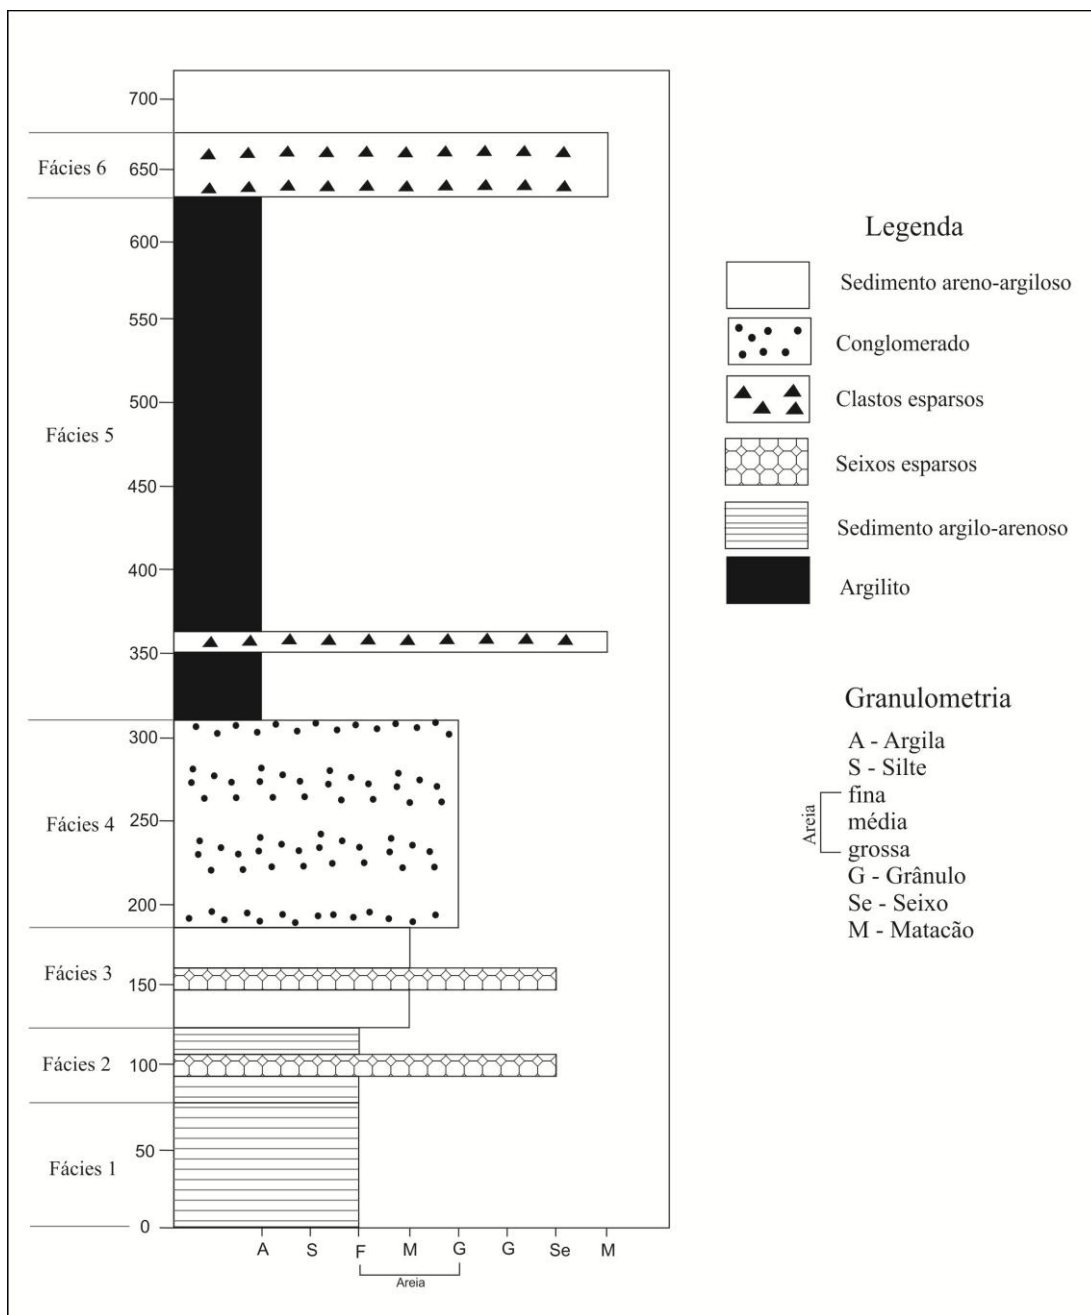 700
Fácies 6
650
600
550
500
Fácies 5
450
400
350
300
250
Fácies 4
200
Fácies 3
150
Fácies 2
100
50
Fácies 1
0
A S F M G G Se M
Areia
Legenda
Sedimento areno-argiloso
Conglomerado
Clastos esparsos
Seixos esparsos
Sedimento argilo-arenoso
Argilito
Granulometria
A - Argila
S - Silte
fina
Areia
média
grossa
G - Grânulo
Se - Seixo
M - Matacão